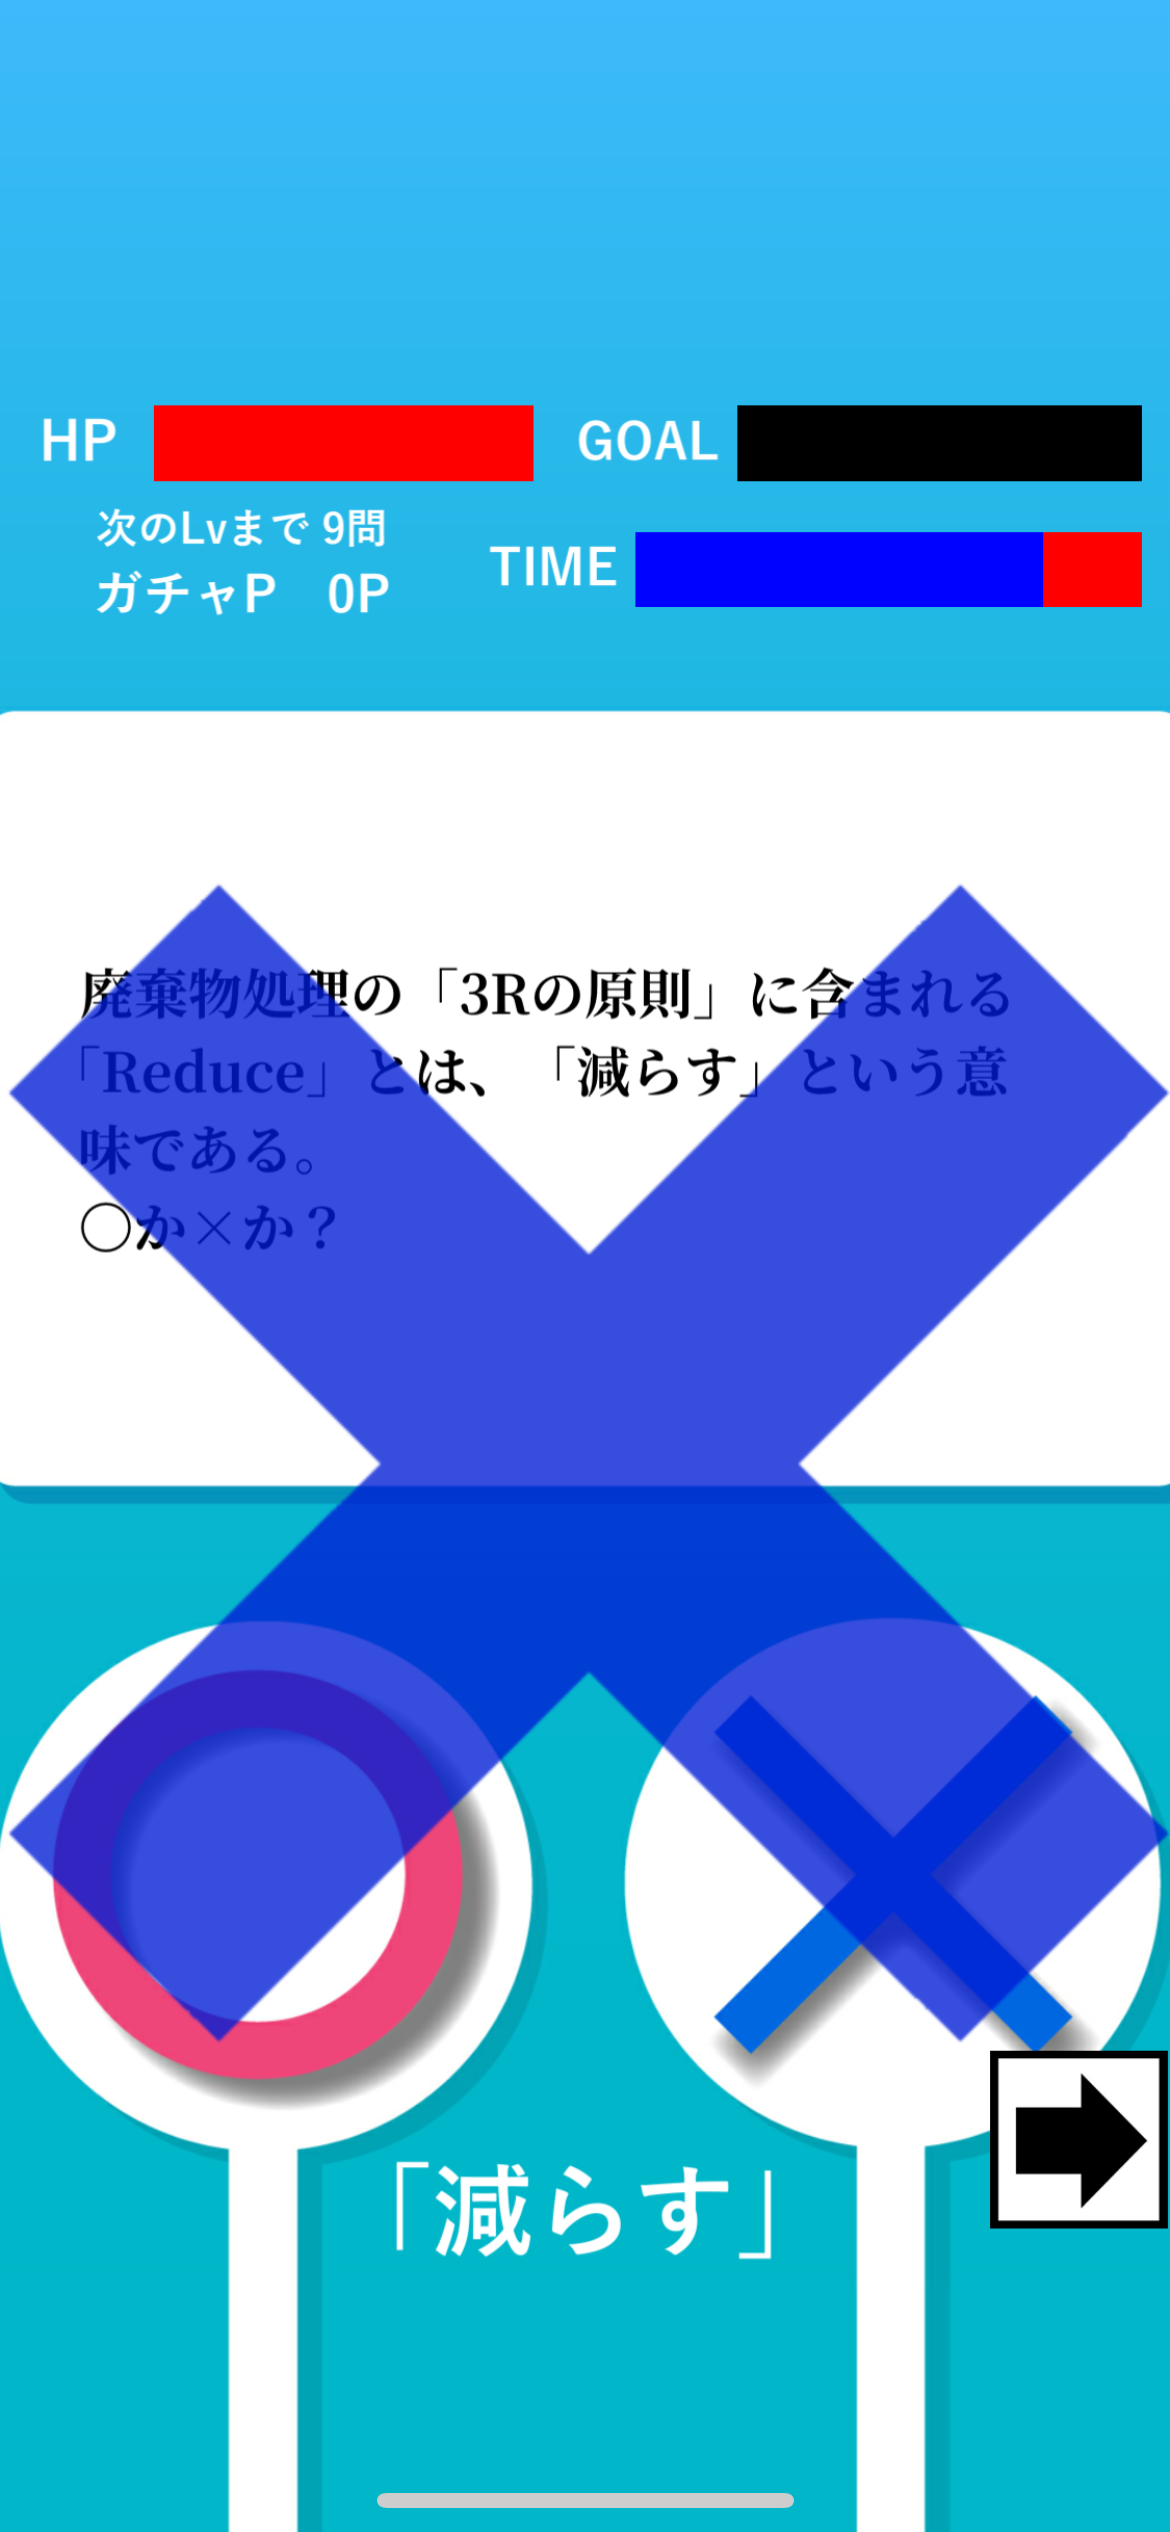 HP
GOAL
次のLvまで 9問
ガチャP 0P
TIME
廃棄物処理の「3Rの原則」に含まれる
「Reduce」とは、「減らす」という意
味である。
○か×か？
「減らす」